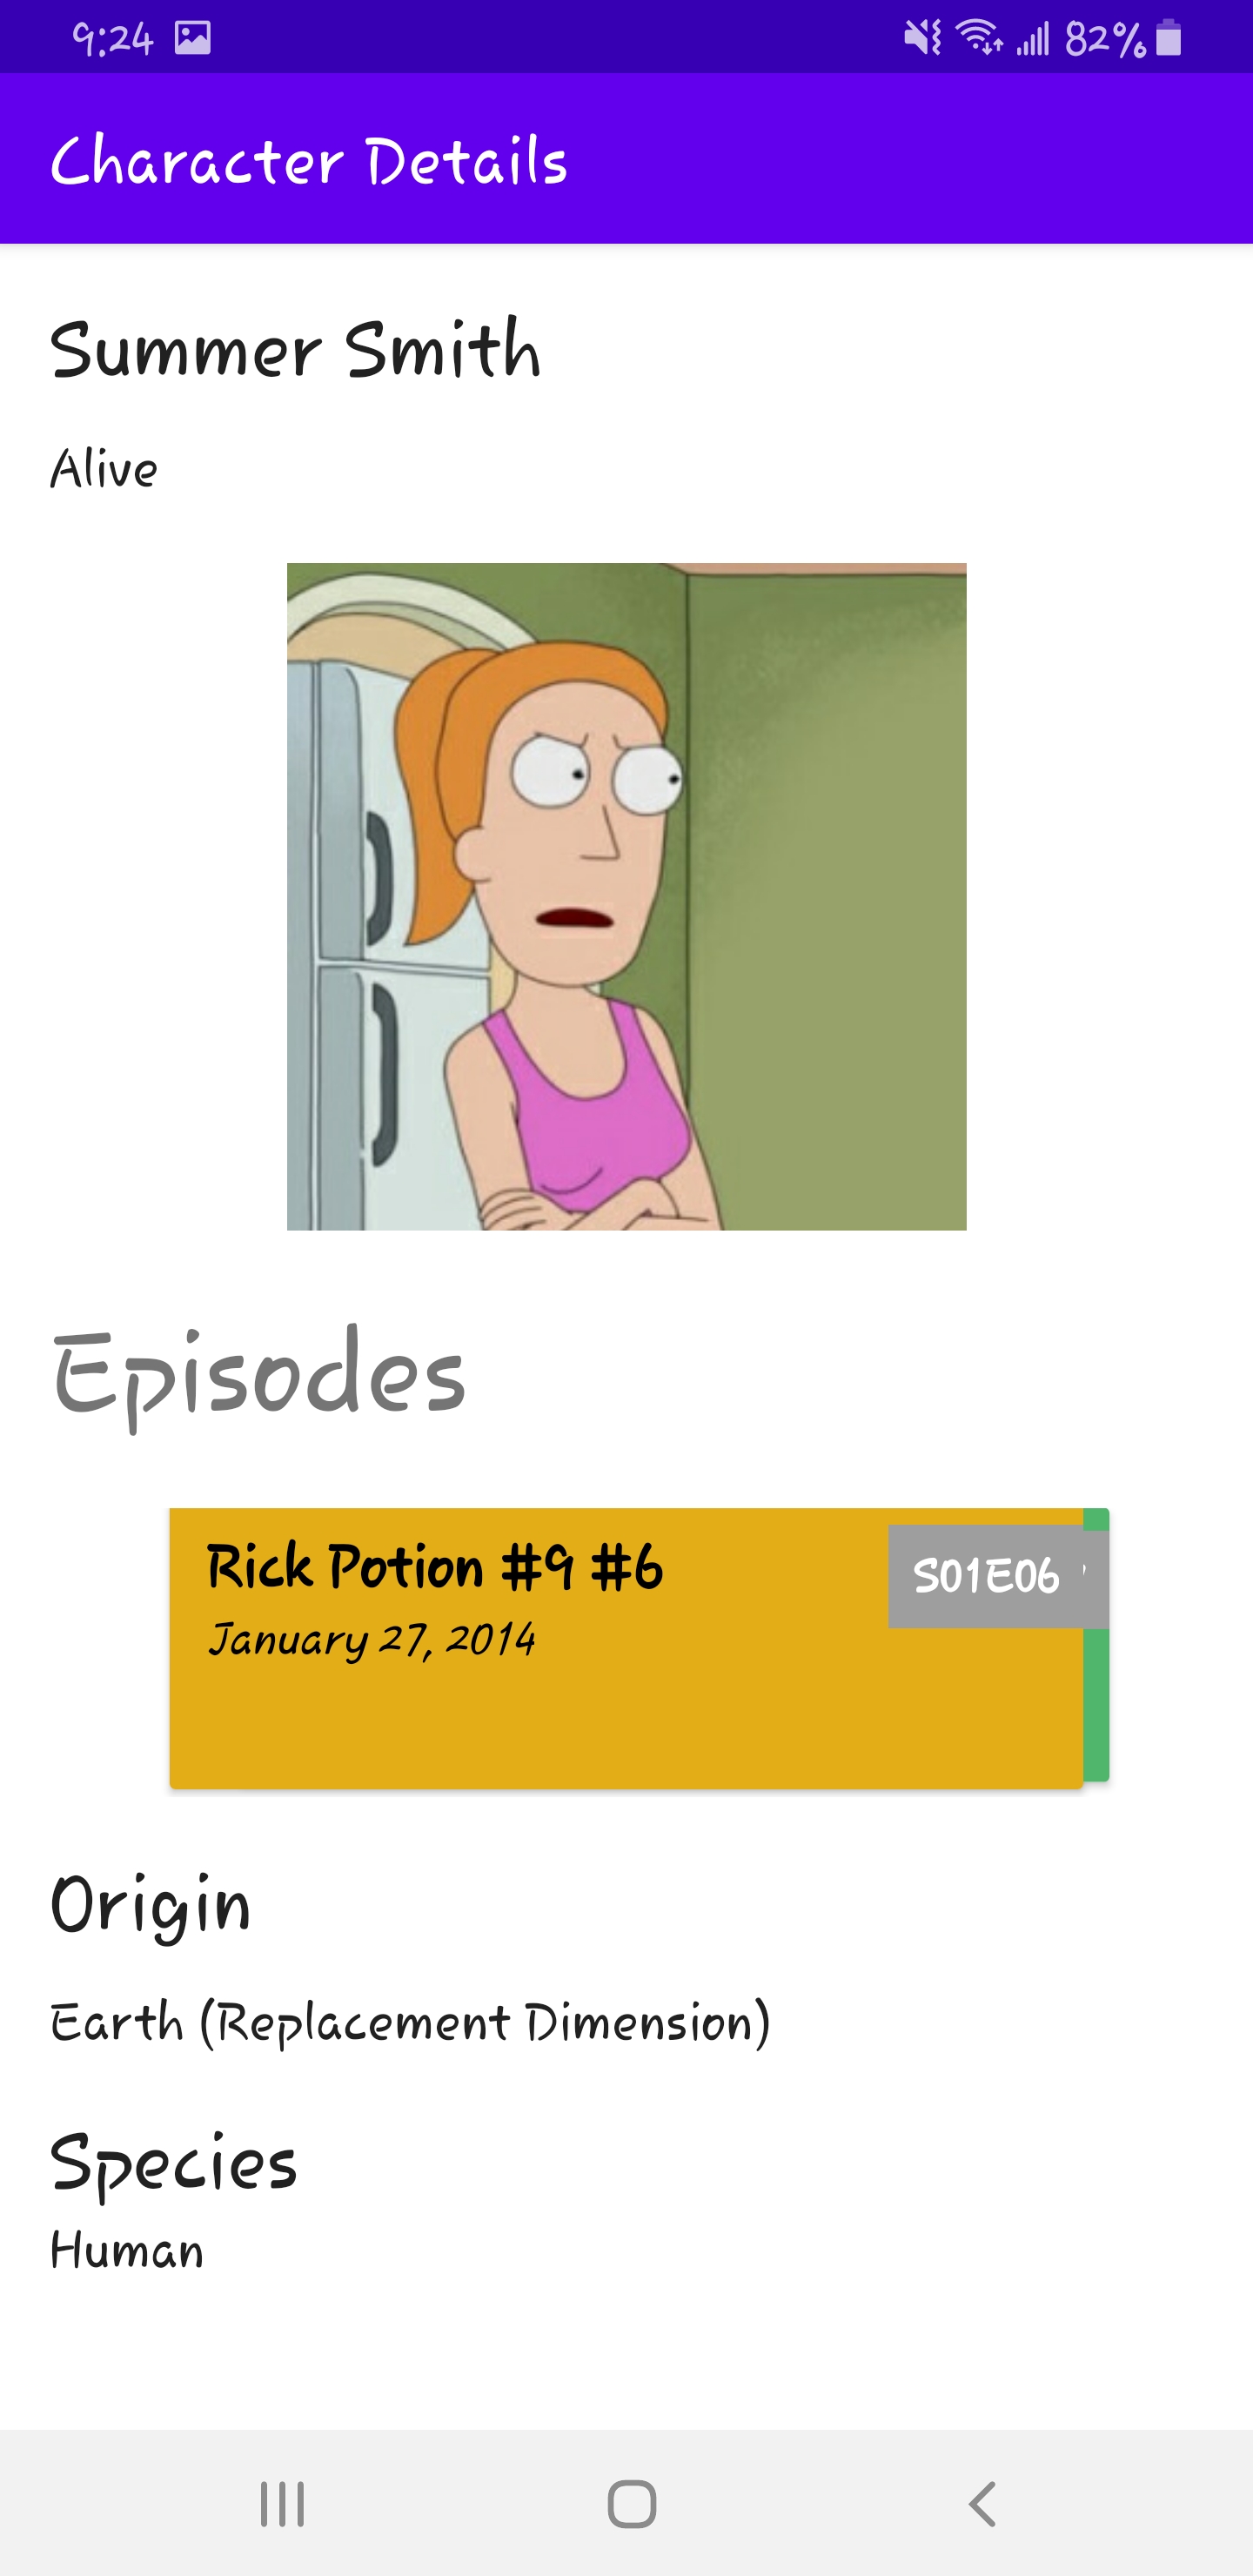 9:24 82%
Character Details
Summer Smith
Alive
Episodes
Rick Potion #9 #6
S01E06
January 27, 2014
Origin
Earth (Replacement Dimension)
Species
Human